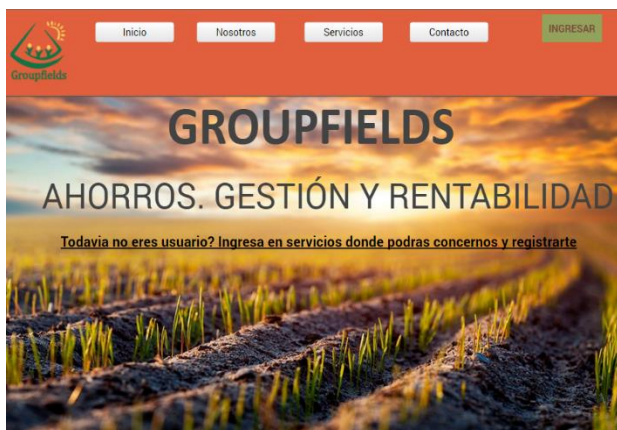 Inicio
Nosotros
Servicios
Contacto
INGRESAR
Groupfields
GROUPFIELDS
AHORROS. GESTIÓN Y RENTABILIDAD
Todavia no eres usuario? Ingresa en servicios donde podras concernos y registrarte